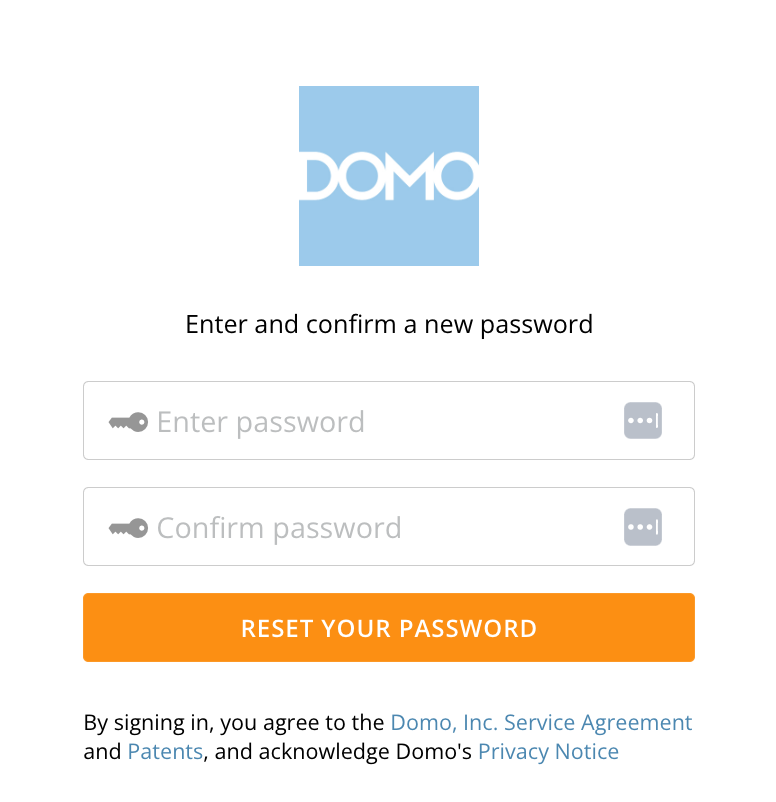 DOMO
Enter and confirm a new password
Enter password
Confirm password
RESET YOUR PASSWORD
By signing in, you agree to the Domo, Inc. Service Agreement
and Patents, and acknowledge Domo's Privacy Notice